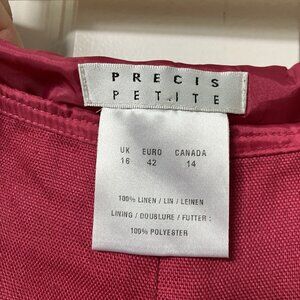 PRECIS
PETITE
UK EURO CANADA
16 42 14
100% LINEN / LIN / LEINEN
LINING / DOUBLURE / FUTTER :
100% POLYESTER